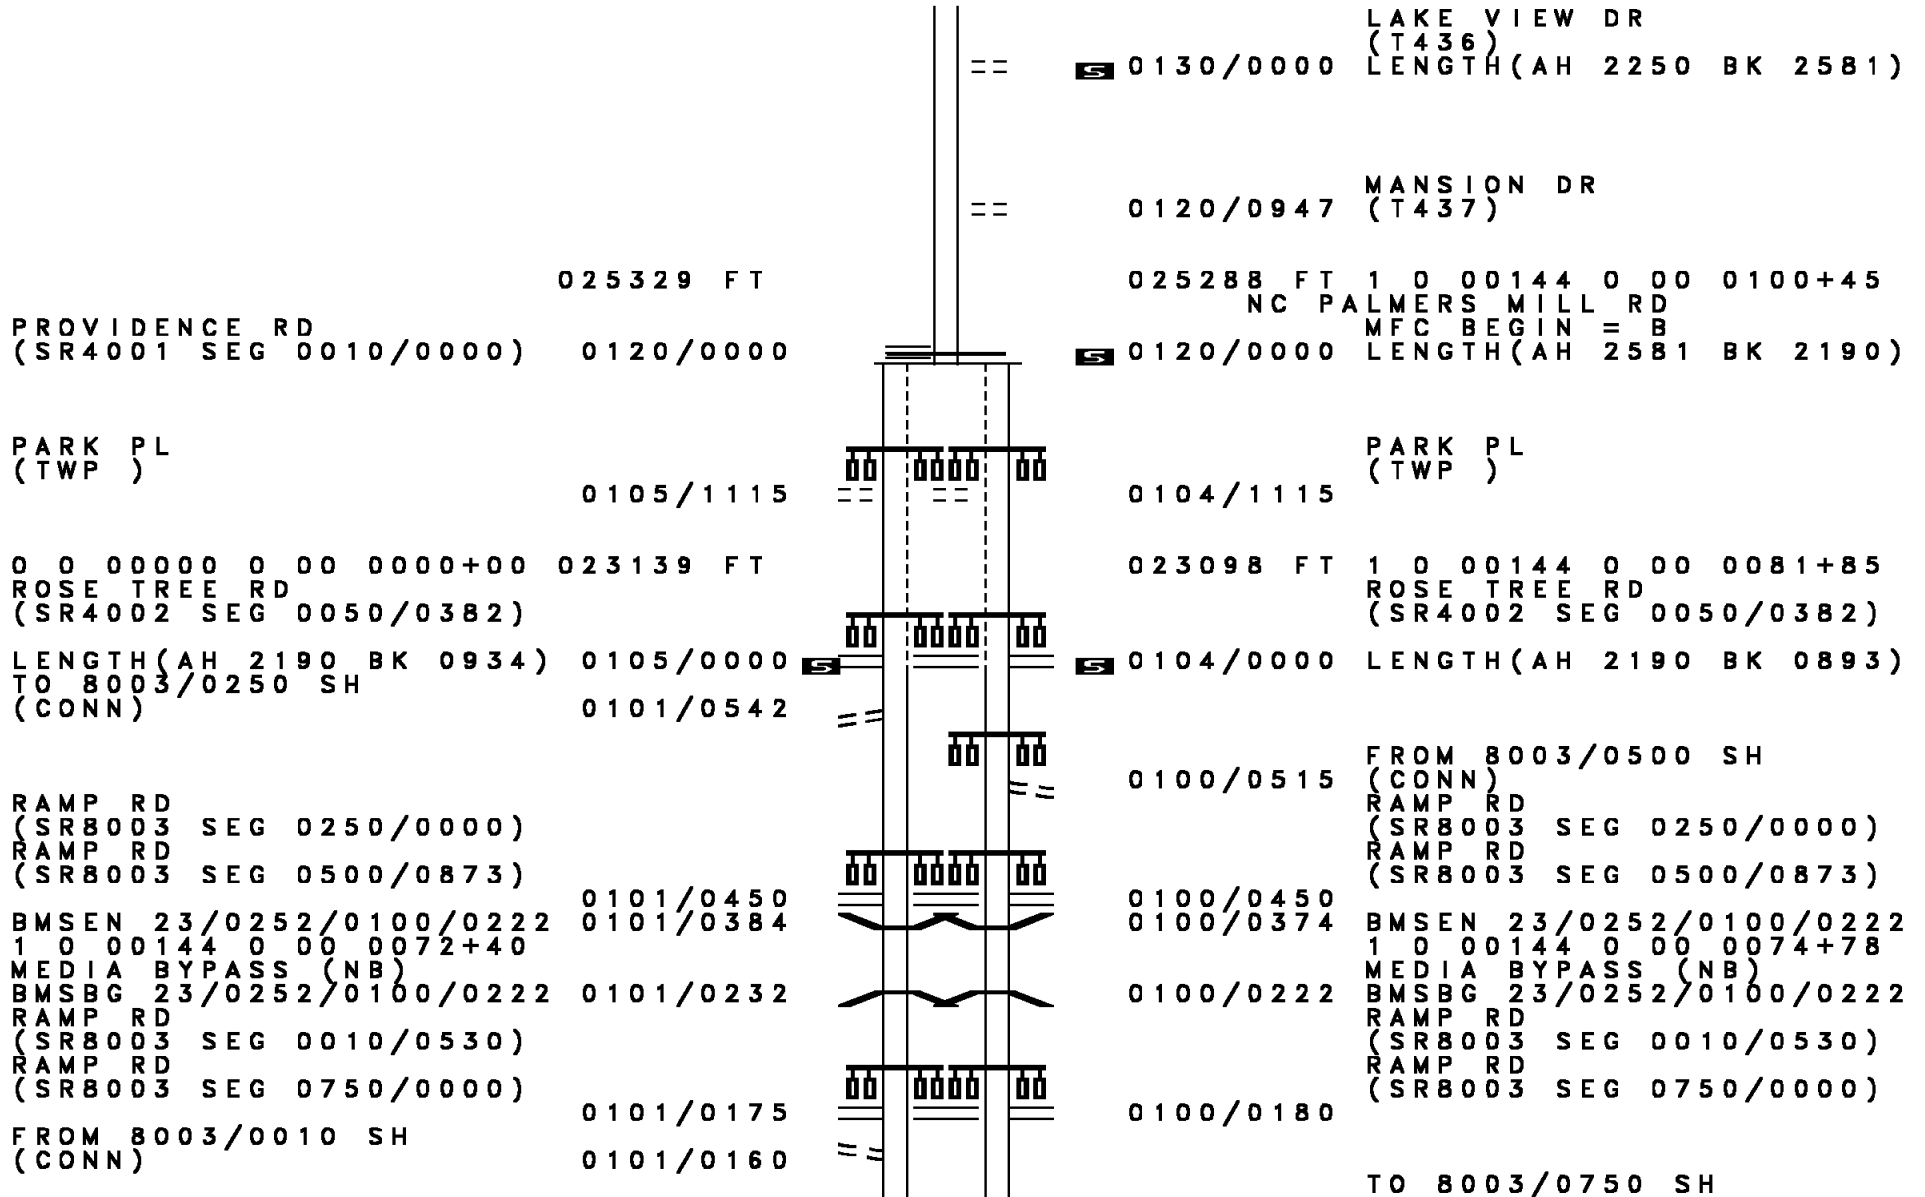 LAKE VIEW DR
(T436)
S 0130/0000 LENGTH(AH 2250 BK 2581)
MANSION DR
0120/0947 (T437)
025329 FT 025288 FT 1 0 00144 0 00 0100+45
NC PALMERS MILL RD
PROVIDENCE RD MFC BEGIN = B
(SR4001 SEG 0010/0000) 0120/0000 S 0120/0000 LENGTH(AH 2581 BK 2190)
PARK PL PARK PL
(TWP ) (TWP )
0105/1115 0104/1115
0 0 00000 0 00 0000+00 023139 FT 023098 FT 1 0 00144 0 00 0081+85
ROSE TREE RD ROSE TREE RD
(SR4002 SEG 0050/0382) (SR4002 SEG 0050/0382)
LENGTH(AH 2190 BK 0934) 0105/0000 S S 0104/0000 LENGTH(AH 2190 BK 0893)
TO 8003/0250 SH
(CONN) 0101/0542
FROM 8003/0500 SH
0100/0515 (CONN)
RAMP RD RAMP RD
(SR8003 SEG 0250/0000) (SR8003 SEG 0250/0000)
RAMP RD RAMP RD
(SR8003 SEG 0500/0873) (SR8003 SEG 0500/0873)
0101/0450 0100/0450
BMSEN 23/0252/0100/0222 0101/0384 0100/0374 BMSEN 23/0252/0100/0222
1 0 00144 0 00 0072+40 1 0 00144 0 00 0074+78
MEDIA BYPASS (NB) MEDIA BYPASS (NB)
BMSBG 23/0252/0100/0222 0101/0232 0100/0222 BMSBG 23/0252/0100/0222
RAMP RD RAMP RD
(SR8003 SEG 0010/0530) (SR8003 SEG 0010/0530)
RAMP RD RAMP RD
(SR8003 SEG 0750/0000) (SR8003 SEG 0750/0000)
0101/0175 0100/0180
FROM 8003/0010 SH
(CONN) 0101/0160
TO 8003/0750 SH